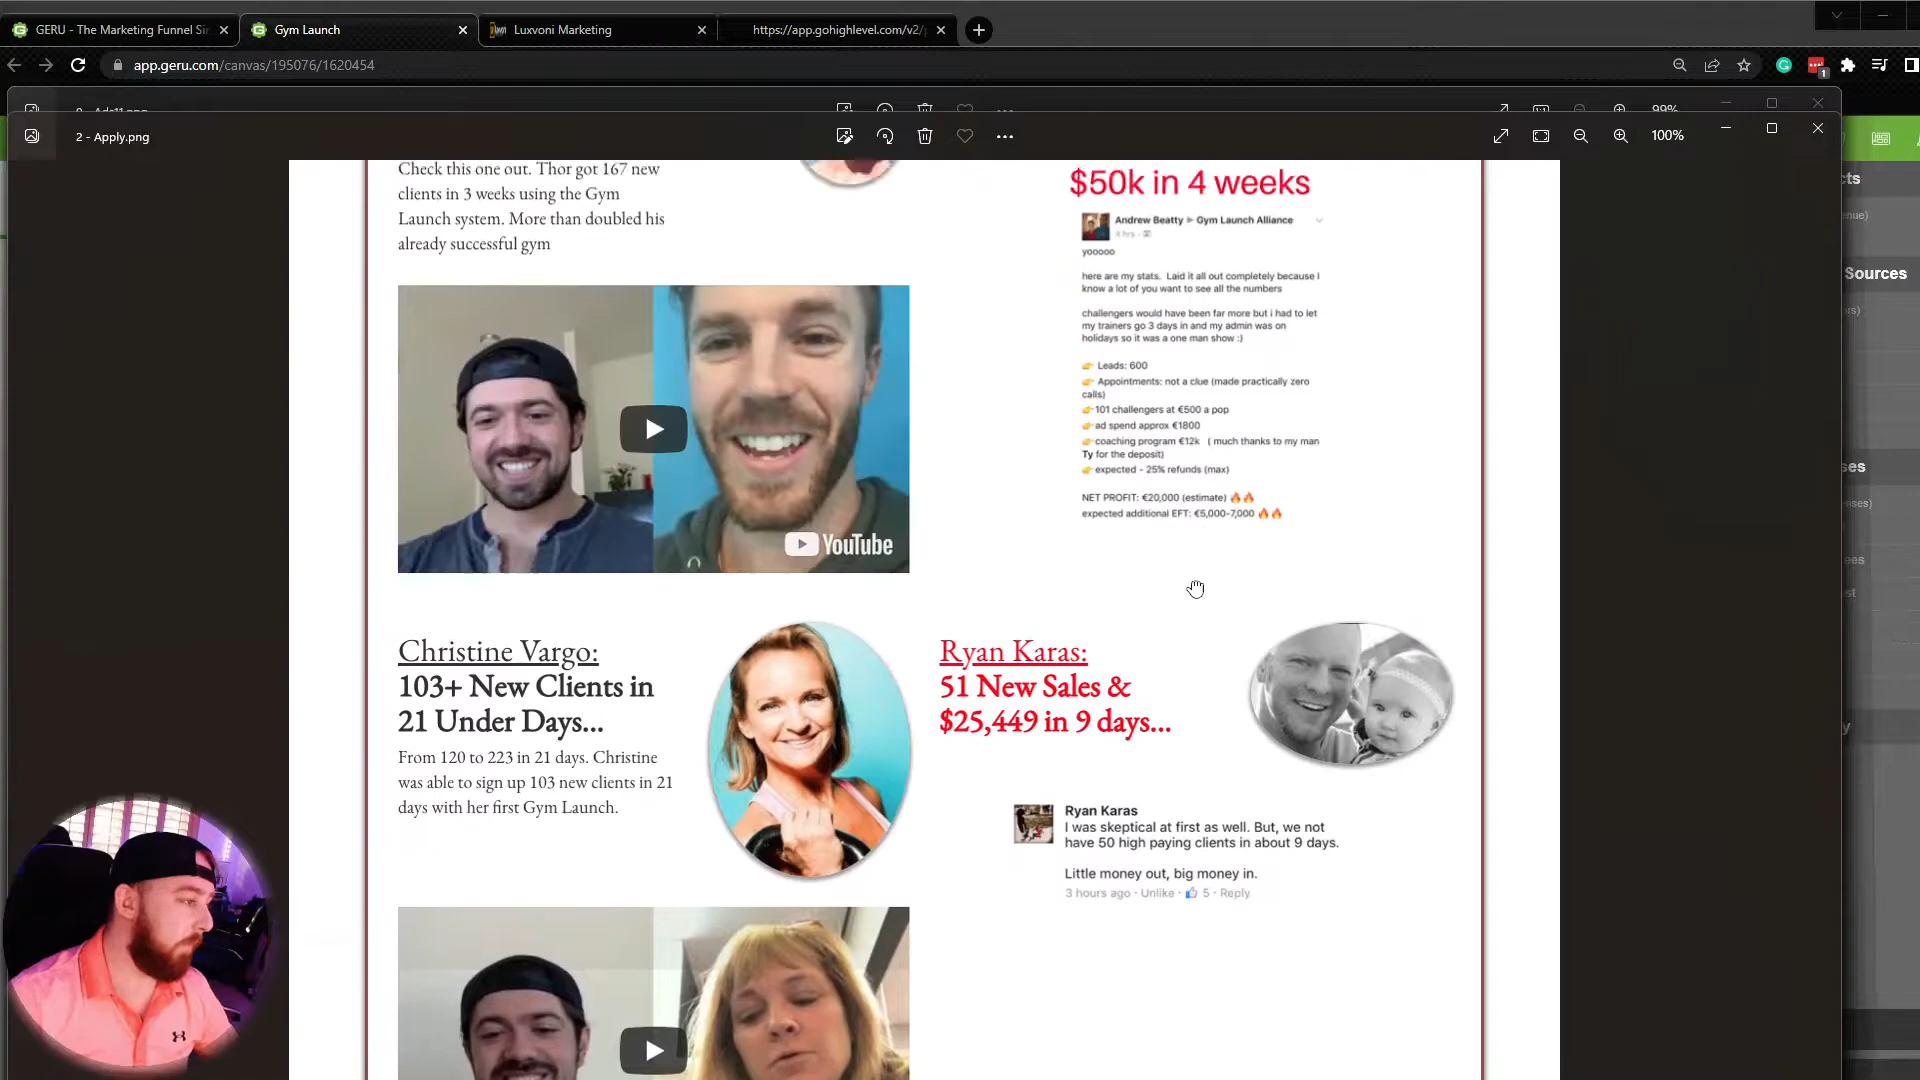 GERU - The Marketing Funnel Si
Gym Launch
Luxvoni Marketing
https://app.gohighlevel.com/v2/
app.geru.com/canvas/195076/1620454
1
99%
2 - Apply.png
100%
Check this one out. Thor got 167 new
clients in 3 weeks using the Gym
Launch system. More than doubled his
already successful gym
YouTube
$50k in 4 weeks
Andrew Beatty ▸ Gym Launch Alliance
4 hrs ·
yooooo
here are my stats. Laid it all out completely because I
know a lot of you want to see all the numbers
challengers would have been far more but i had to let
my trainers go 3 days in and my admin was on
holidays so it was a one man show :)
👉 Leads: 600
👉 Appointments: not a clue (made practically zero
calls)
👉101 challengers at €500 a pop
👉ad spend approx €1800
👉coaching program €12k ( much thanks to my man
Ty for the deposit)
👉expected - 25% refunds (max)
NET PROFIT: €20,000 (estimate) 🔥🔥
expected additional EFT: €5,000-7,000 🔥🔥
Christine Vargo:
103+ New Clients in
21 Under Days...
From 120 to 223 in 21 days. Christine
was able to sign up 103 new clients in 21
days with her first Gym Launch.
Ryan Karas:
51 New Sales &
$25,449 in 9 days...
Ryan Karas
I was skeptical at first as well. But, we not
have 50 high paying clients in about 9 days.
Little money out, big money in.
3 hours ago · Unlike · 👍 5 · Reply
cts
enue)
Sources
rs)
ses
nses)
ees
st
y